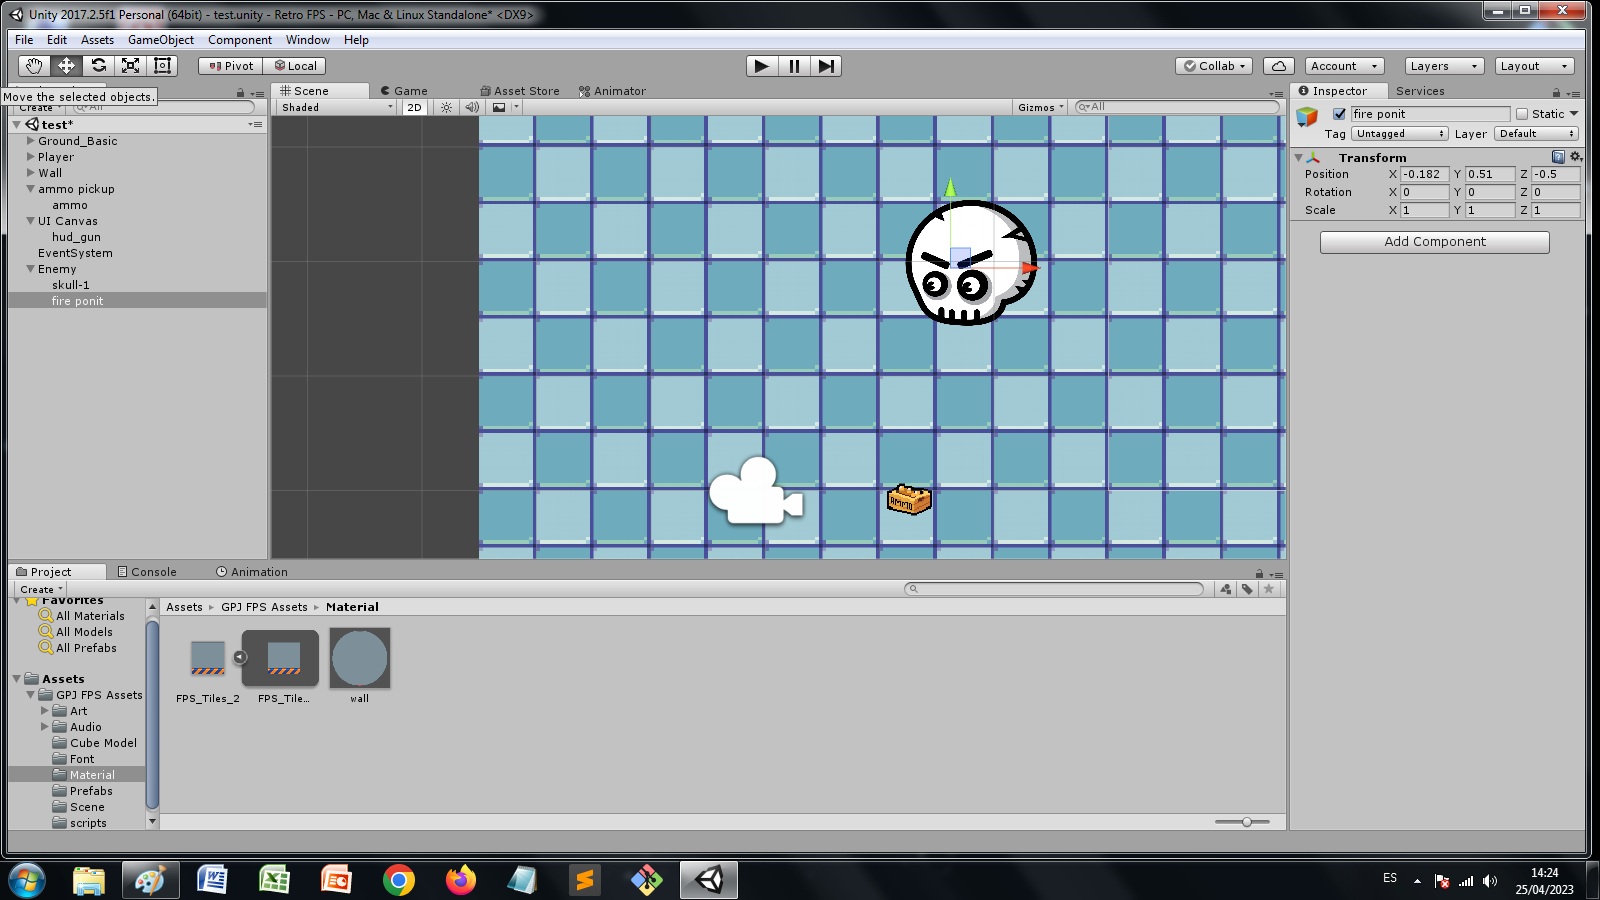 Unity 2017.2.5f1 Personal (64bit) - test.unity - Retro FPS - PC, Mac & Linux Standalone* <DX9>
File Edit Assets GameObject Component Window Help
Pivot Local Collab Account Layers Layout
Move the selected objects.
Scene Game Asset Store Animator Inspector Services
Create All Shaded 2D Gizmos All
test* fire ponit Static
Tag Untagged Layer Default
Ground_Basic
Player
Wall
ammo pickup
ammo
UI Canvas
hud_gun
EventSystem
Enemy
skull-1
fire ponit
AMMO
Transform
Position X -0.182 Y 0.51 Z -0.5
Rotation X 0 Y 0 Z 0
Scale X 1 Y 1 Z 1
Add Component
Project Console Animation
Create
Favorites
All Materials
All Models
All Prefabs
Assets
GPJ FPS Assets
Art
Audio
Cube Model
Font
Material
Prefabs
Scene
scripts
Assets GPJ FPS Assets Material
FPS_Tiles_2 FPS_Tile... wall
ES 14:24
25/04/2023